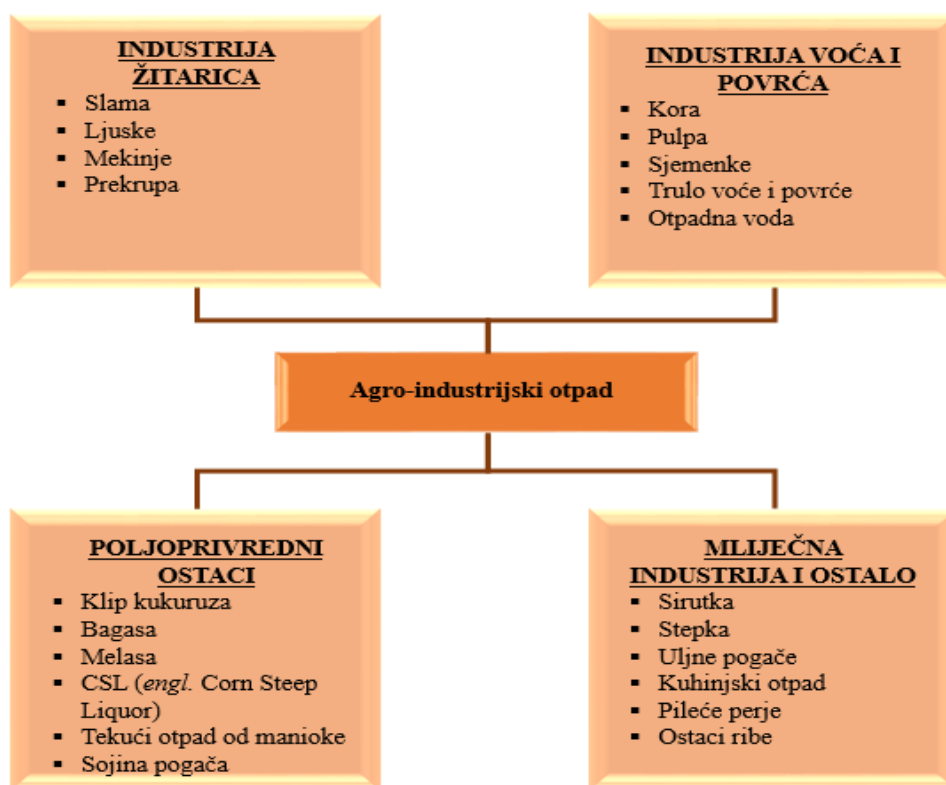 INDUSTRIJA
ŽITARICA
▪ Slama
▪ Ljuske
▪ Mekinje
▪ Prekrupa
INDUSTRIJA VOĆA I
POVRĆA
▪ Kora
▪ Pulpa
▪ Sjemenke
▪ Trulo voće i povrće
▪ Otpadna voda
Agro-industrijski otpad
POLJOPRIVREDNI
OSTACI
▪ Klip kukuruza
▪ Bagasa
▪ Melasa
▪ CSL (engl. Corn Steep
Liquor)
▪ Tekući otpad od manioke
▪ Sojina pogača
MLIJEČNA
INDUSTRIJA I OSTALO
▪ Sirutka
▪ Stepka
▪ Uljne pogače
▪ Kuhinjski otpad
▪ Pileće perje
▪ Ostaci ribe